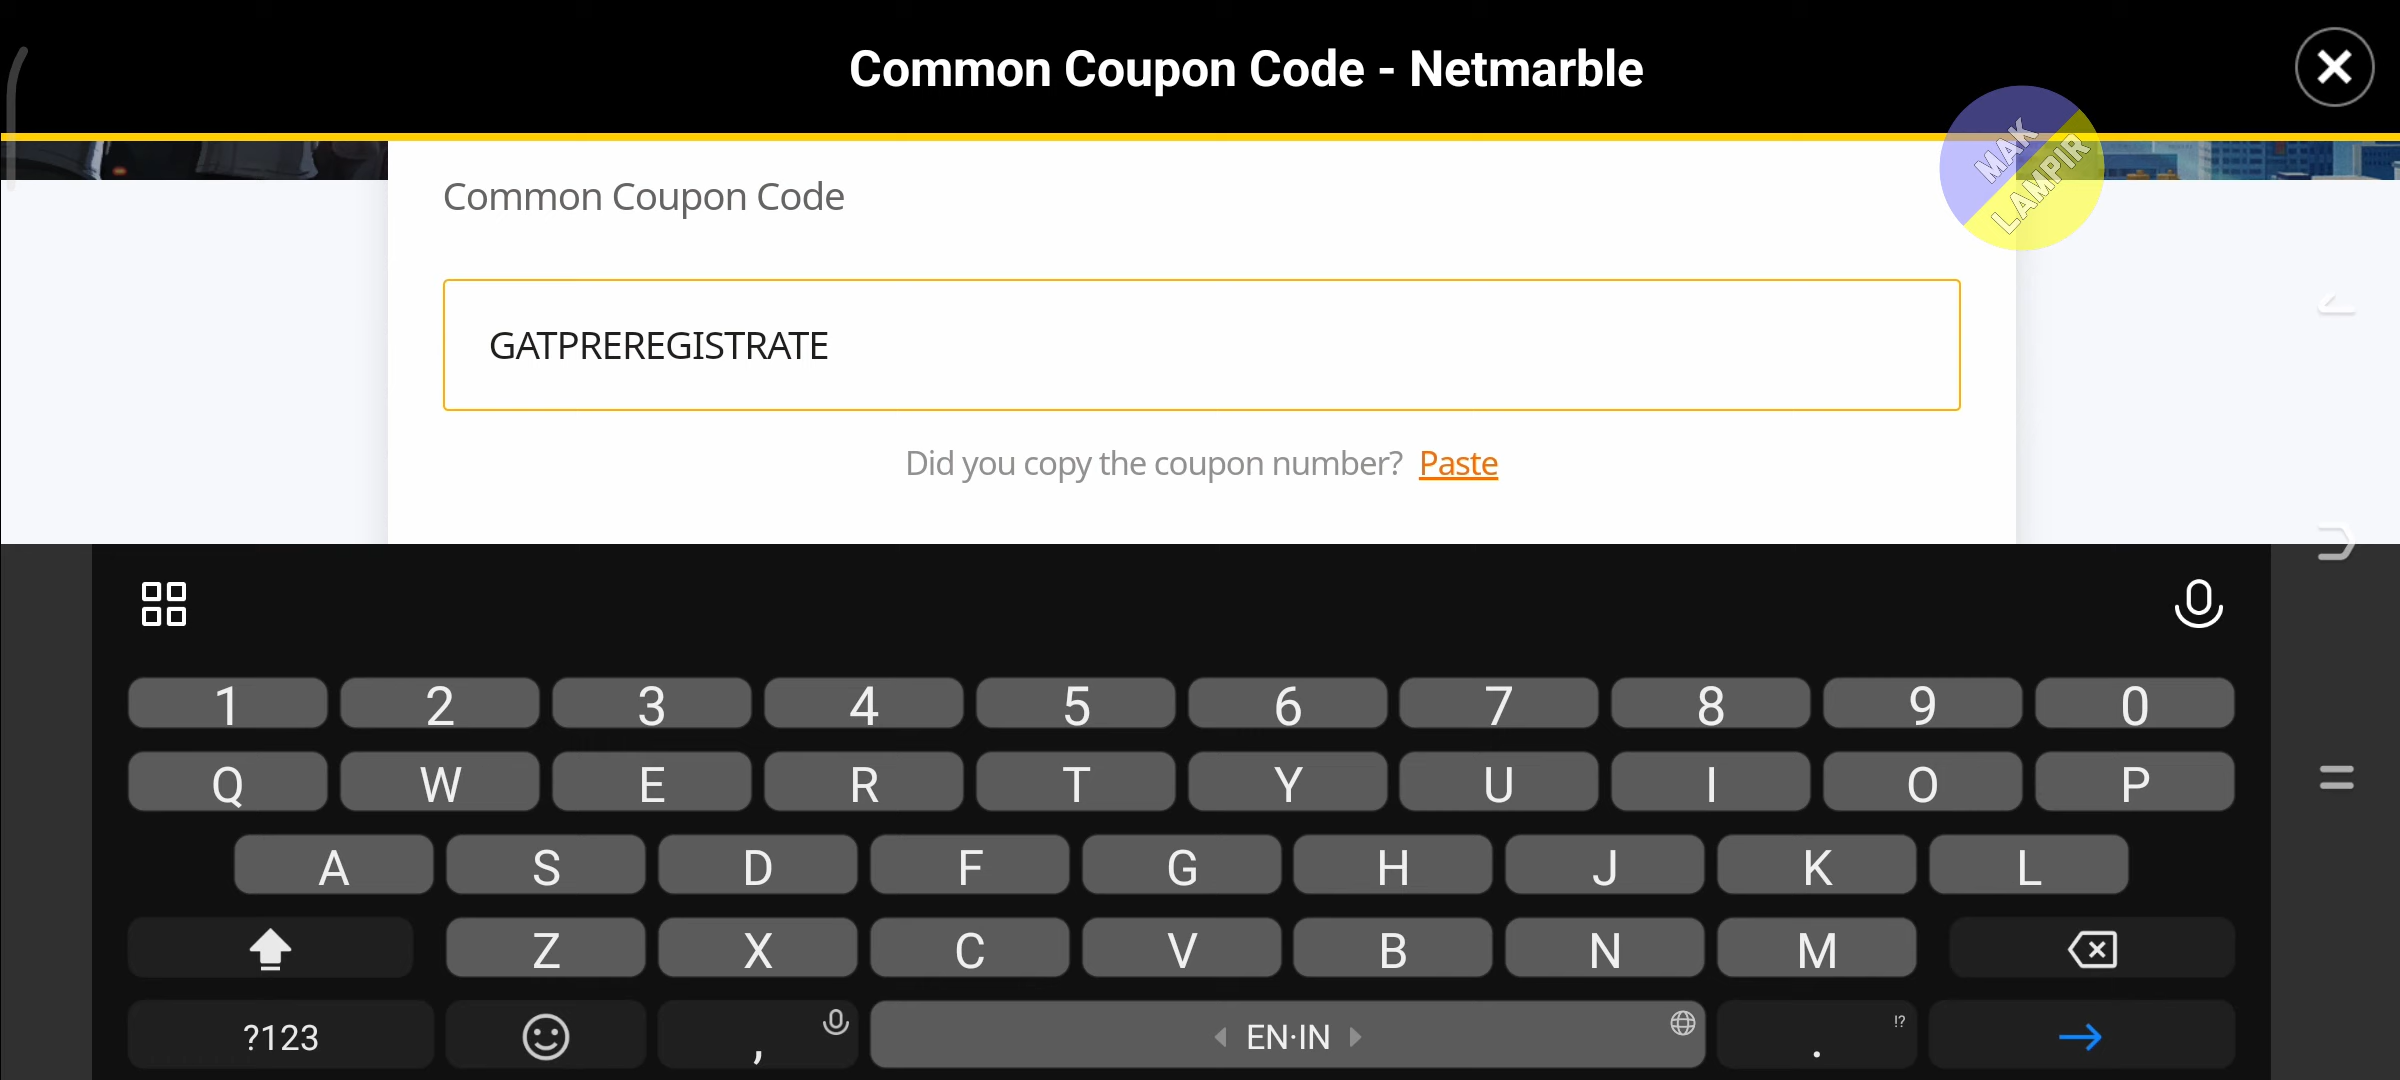 Common Coupon Code - Netmarble
MAK
LAMPIR
Common Coupon Code
GATPREREGISTRATE
Did you copy the coupon number? Paste
1 2 3 4 5 6 7 8 9 0
Q W E R T Y U I O P
A S D F G H J K L
Z X C V B N M
?123 , EN·IN . !?